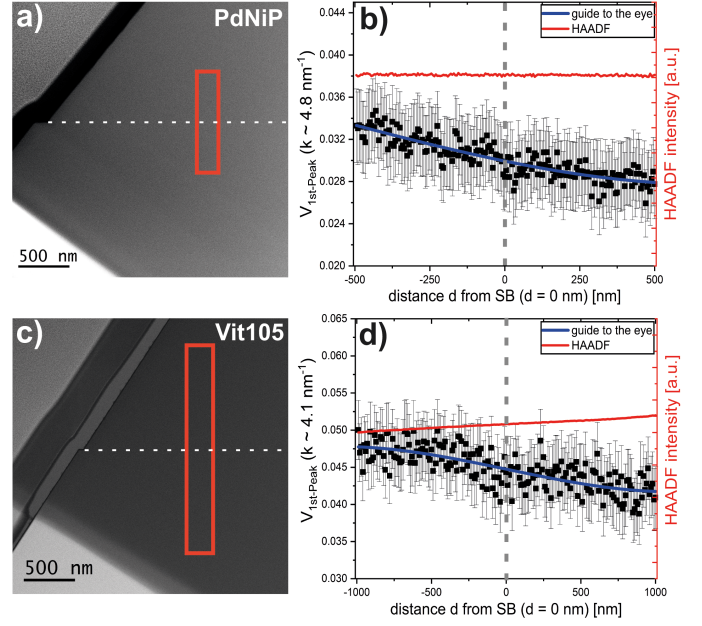 a)
PdNiP
500 nm
b)
guide to the eye
HAADF
V1st-Peak (k ~ 4.8 nm⁻¹)
0.044
0.040
0.036
0.032
0.028
0.024
0.020
-500
-250
0
250
500
distance d from SB (d = 0 nm) [nm]
HAADF intensity [a.u.]
c)
Vit105
500 nm
d)
guide to the eye
HAADF
V1st-Peak (k ~ 4.1 nm⁻¹)
0.065
0.060
0.055
0.050
0.045
0.040
0.035
0.030
-1000
-500
0
500
1000
distance d from SB (d = 0 nm) [nm]
HAADF intensity [a.u.]